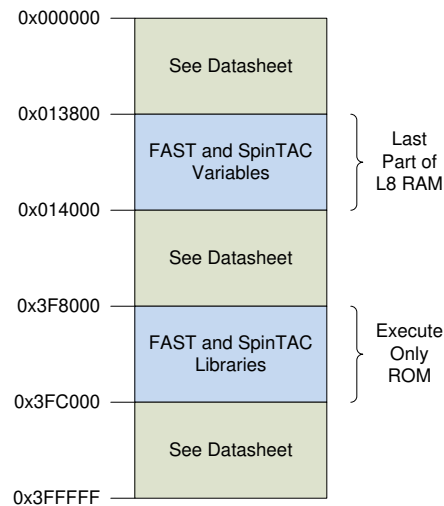 0x000000
See Datasheet
0x013800
FAST and SpinTAC
Variables
Last
Part of
L8 RAM
0x014000
See Datasheet
0x3F8000
FAST and SpinTAC
Libraries
Execute
Only
ROM
0x3FC000
See Datasheet
0x3FFFFF